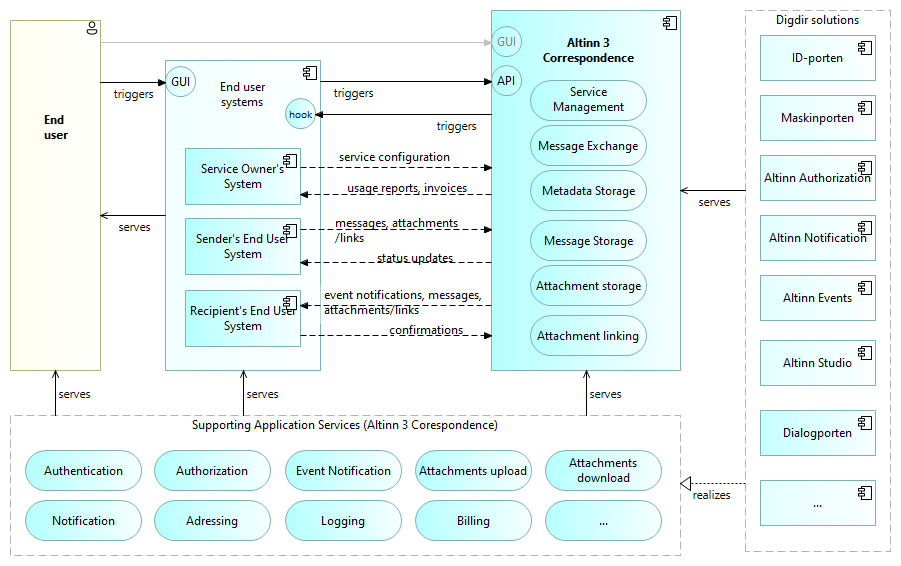 End
user
triggers
GUI
End user
systems
hook
triggers
triggers
serves
Service Owner's
System
Sender's End User
System
Recipient's End User
System
service configuration
usage reports, invoices
messages, attachments
/links
status updates
event notifications, messages,
attachments/links
confirmations
GUI
API
Altinn 3
Correspondence
Service
Management
Message Exchange
Metadata Storage
Message Storage
Attachment storage
Attachment linking
serves
Digdir solutions
ID-porten
Maskinporten
Altinn Authorization
Altinn Notification
Altinn Events
Altinn Studio
Dialogporten
...
serves
serves
serves
realizes
Supporting Application Services (Altinn 3 Corespondence)
Authentication
Authorization
Event Notification
Attachments upload
Attachments
download
Notification
Adressing
Logging
Billing
...